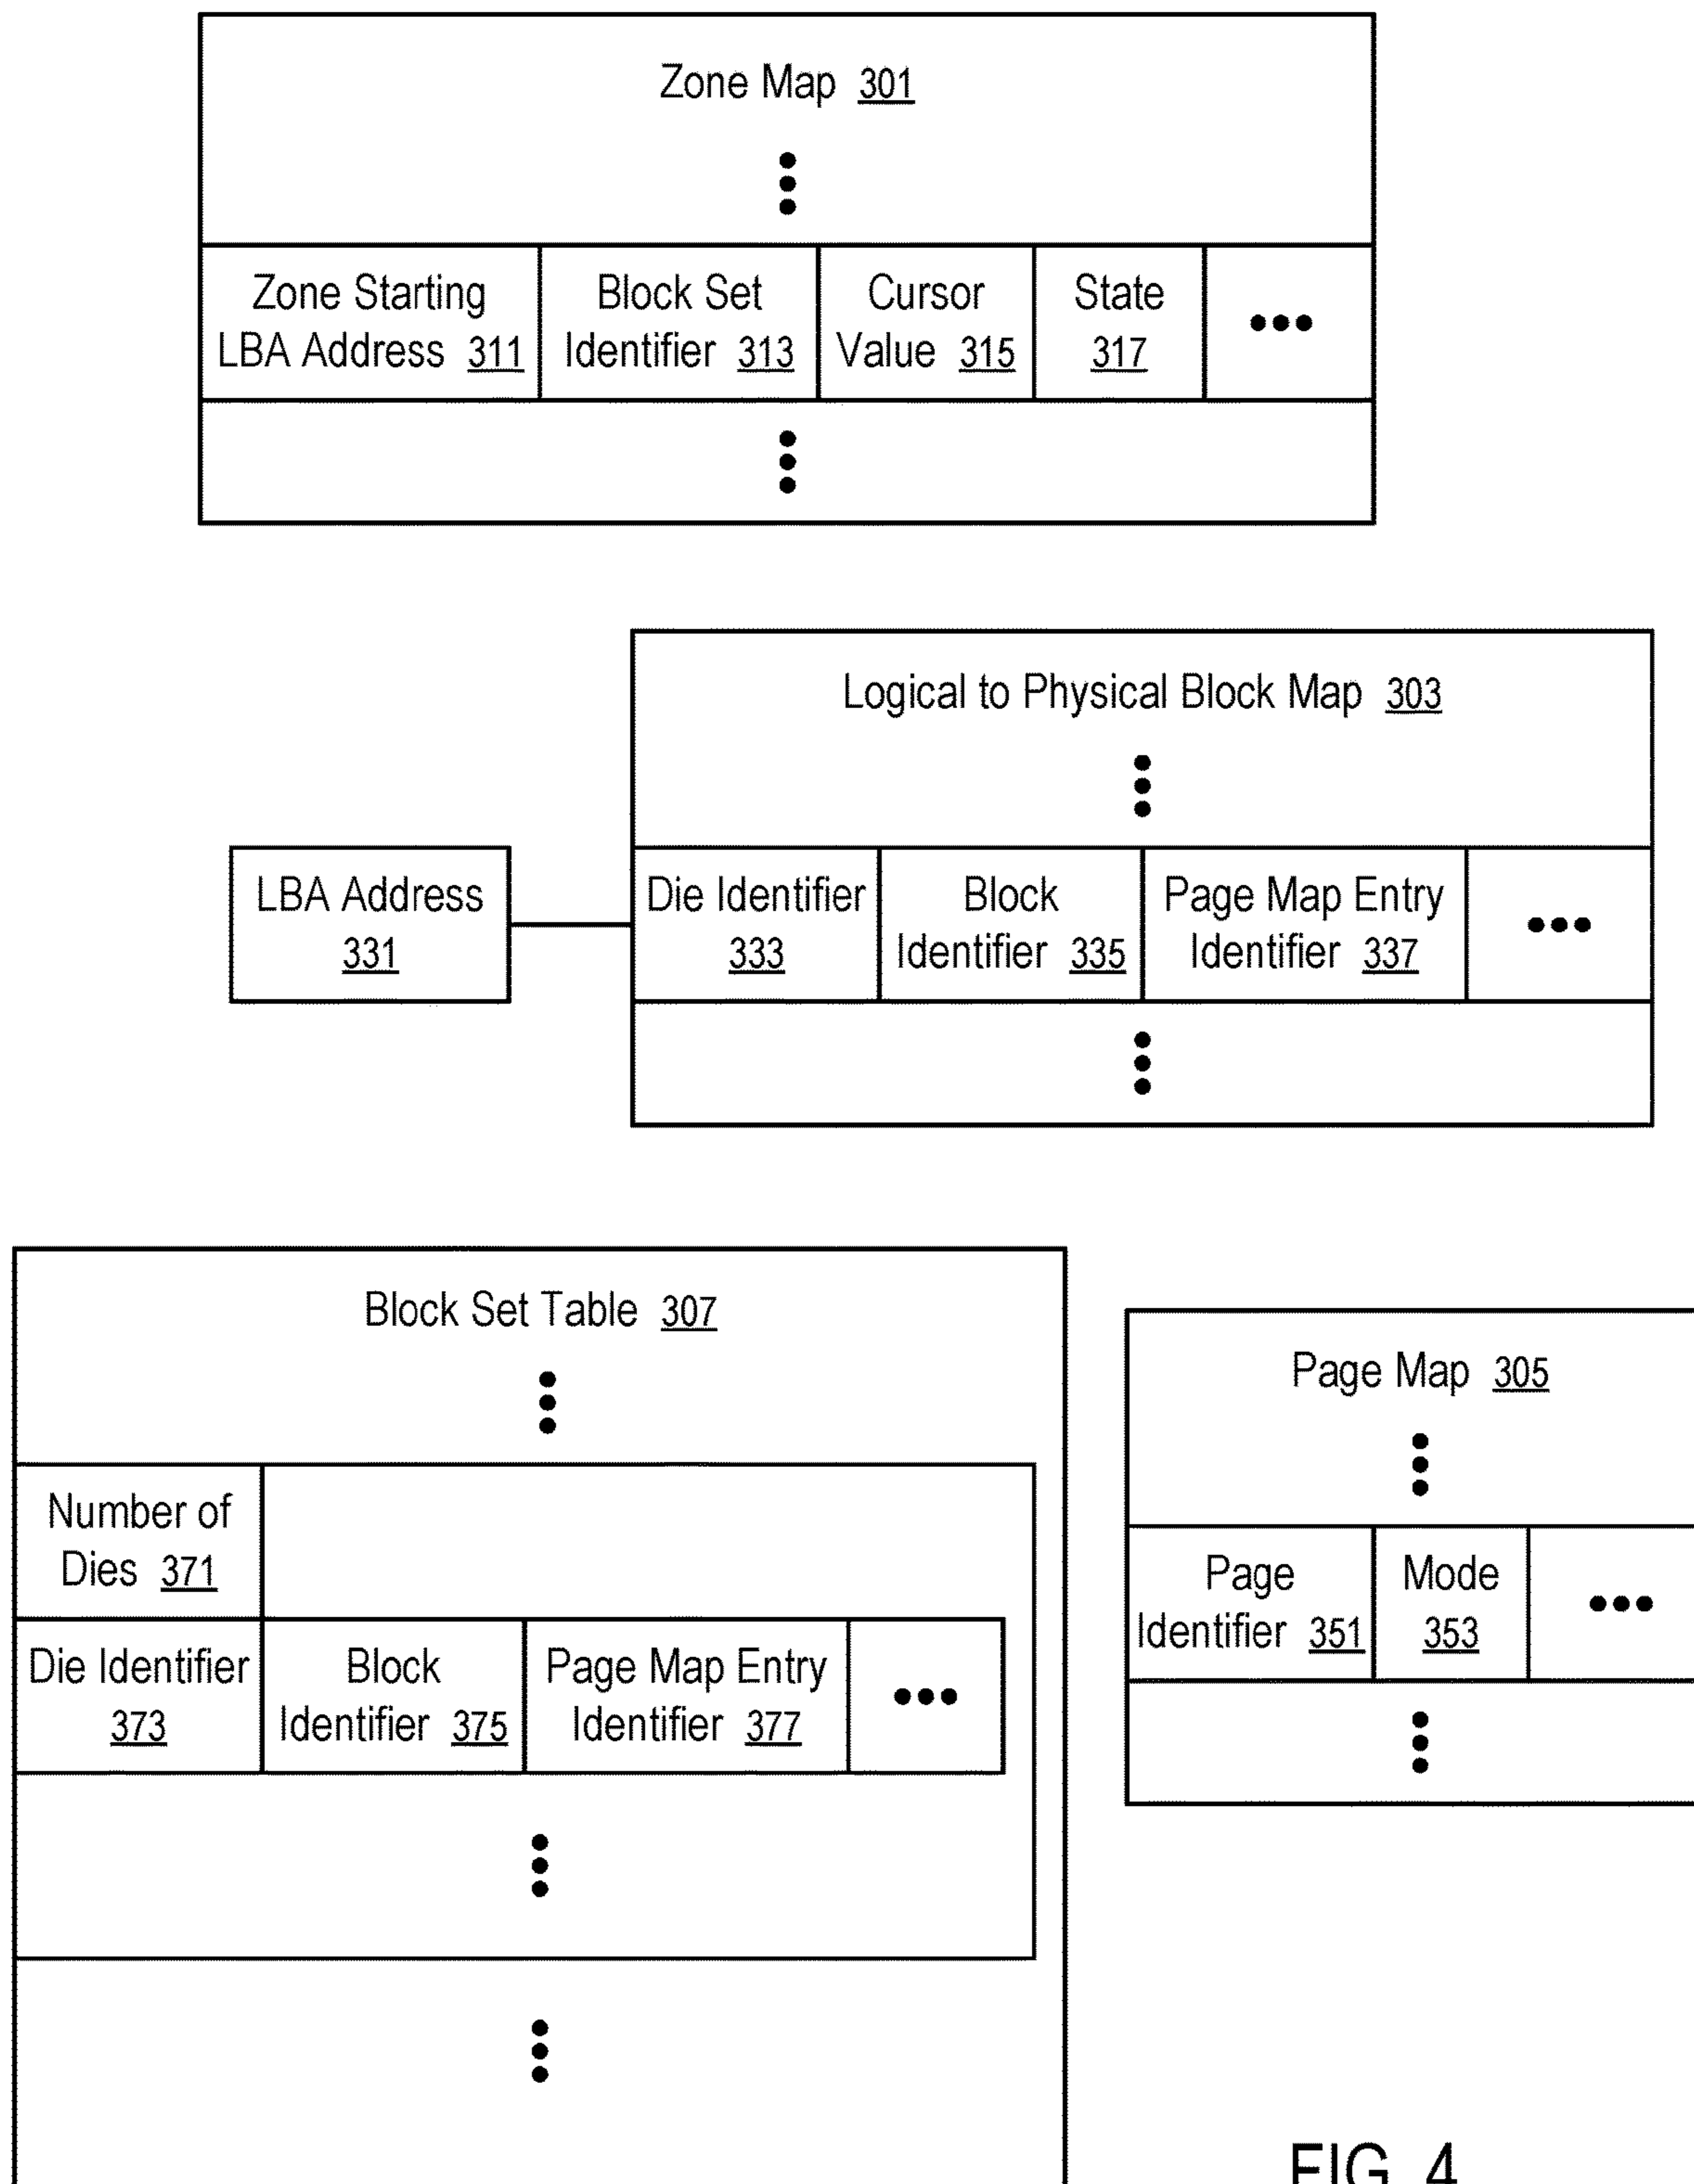 Zone Map 301
Zone Starting
LBA Address 311
Block Set
Identifier 313
Cursor
Value 315
State
317
Logical to Physical Block Map 303
LBA Address
331
Die Identifier
333
Block
Identifier 335
Page Map Entry
Identifier 337
Block Set Table 307
Number of
Dies 371
Die Identifier
373
Block
Identifier 375
Page Map Entry
Identifier 377
Page Map 305
Page
Identifier 351
Mode
353
FIG. 4